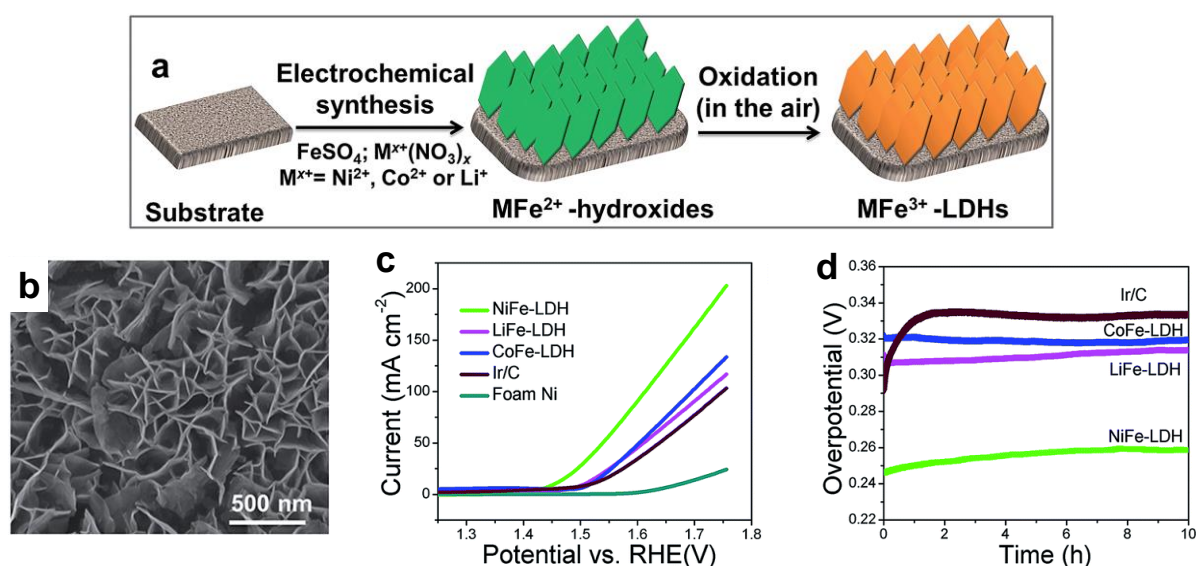 a
Electrochemical
synthesis
FeSO₄; Mˣ⁺(NO₃)ₓ
Mˣ⁺= Ni²⁺, Co²⁺ or Li⁺
Oxidation
(in the air)
Substrate
MFe²⁺ -hydroxides
MFe³⁺ -LDHs
b
500 nm
c
Current (mA cm⁻²)
200
150
100
50
0
NiFe-LDH
LiFe-LDH
CoFe-LDH
Ir/C
Foam Ni
1.3 1.4 1.5 1.6 1.7 1.8
Potential vs. RHE(V)
d
Overpotential (V)
0.36
0.34
0.32
0.30
0.28
0.26
0.24
0.22
Ir/C
CoFe-LDH
LiFe-LDH
NiFe-LDH
0 2 4 6 8 10
Time (h)